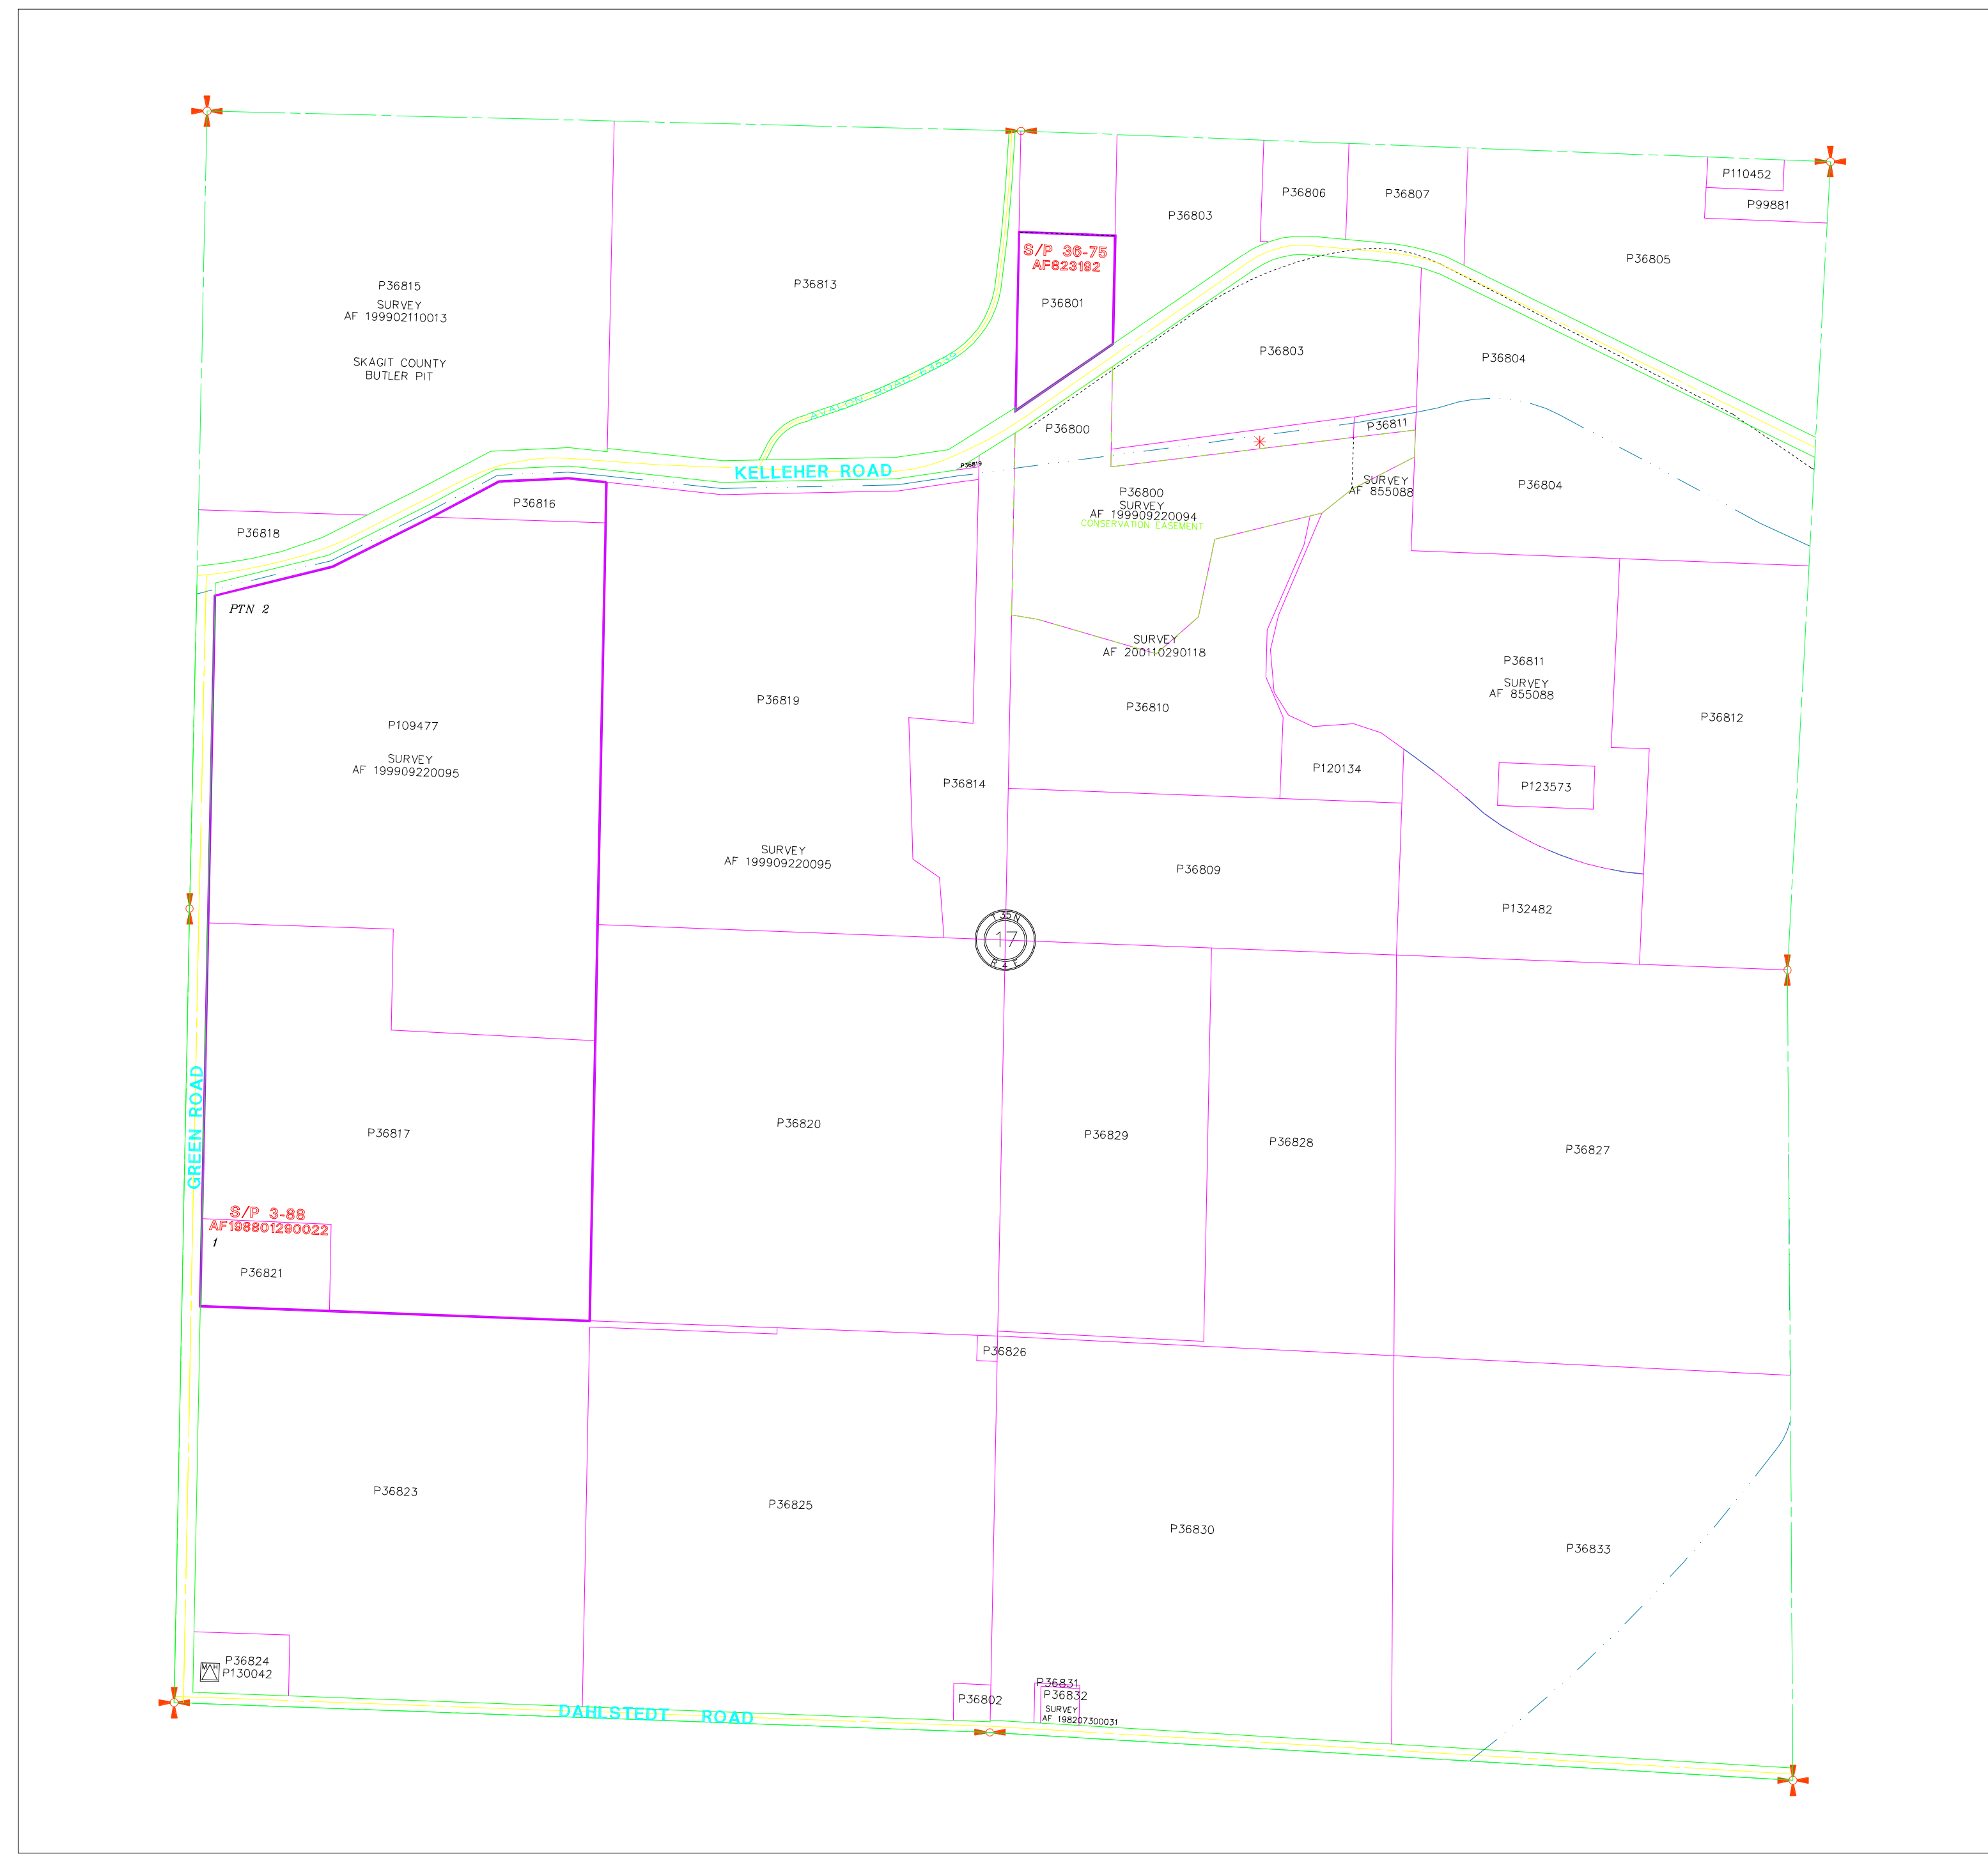 P110452
P99881
P36806
P36807
P36803
S/P 36-75
AF823192
P36801
P36805
P36815
SURVEY
AF 199902110013
SKAGIT COUNTY
BUTLER PIT
P36813
P36803
P36804
P36800
P36811
KELLEHER ROAD
P36819
P36816
P36818
P36800
SURVEY
AF 199909220094
CONSERVATION EASEMENT
SURVEY
AF 855088
P36804
PTN 2
SURVEY
AF 200110290118
P36811
SURVEY
AF 855088
P36819
P36810
P36812
P109477
SURVEY
AF 199909220095
P120134
P36814
P123573
SURVEY
AF 199909220095
P36809
P132482
T35N
17
R 4 E
GREEN ROAD
P36817
P36820
P36829
P36828
P36827
S/P 3-88
AF198801290022
1
P36821
P36826
P36823
P36825
P36830
P36833
P36824
M H
P130042
P36802
P36831
P36832
SURVEY
AF 198207300031
DAHLSTEDT ROAD